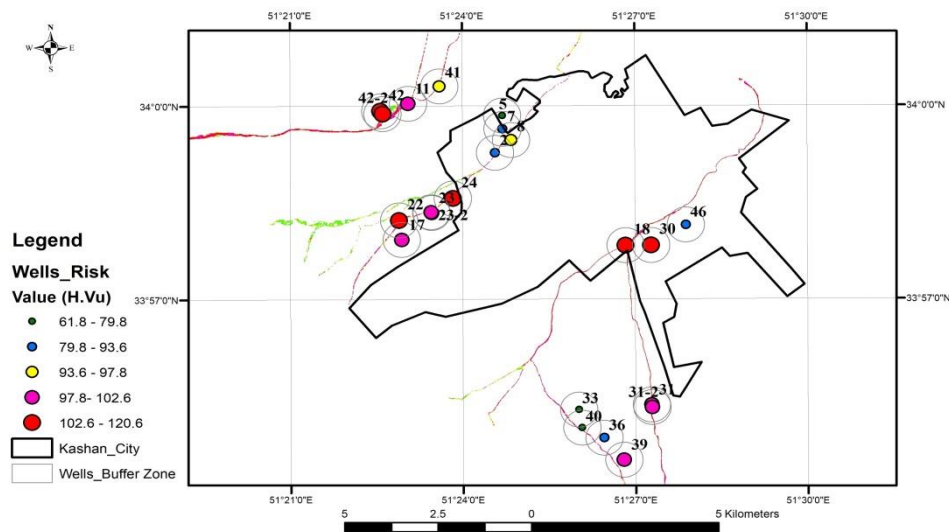 51°21'0"E 51°24'0"E 51°27'0"E 51°30'0"E
N
W E
S
41
11
42-2 42
34°0'0"N 34°0'0"N
5
7
8
2
24
22 23
23-2
17
46
18 30
Legend
Wells_Risk
Value (H.Vu)
61.8 - 79.8
79.8 - 93.6
93.6 - 97.8
97.8- 102.6
102.6 - 120.6
Kashan_City
Wells_Buffer Zone
33°57'0"N 33°57'0"N
33
31-2 31
40
36
39
51°21'0"E 51°24'0"E 51°27'0"E 51°30'0"E
5 2.5 0 5 Kilometers